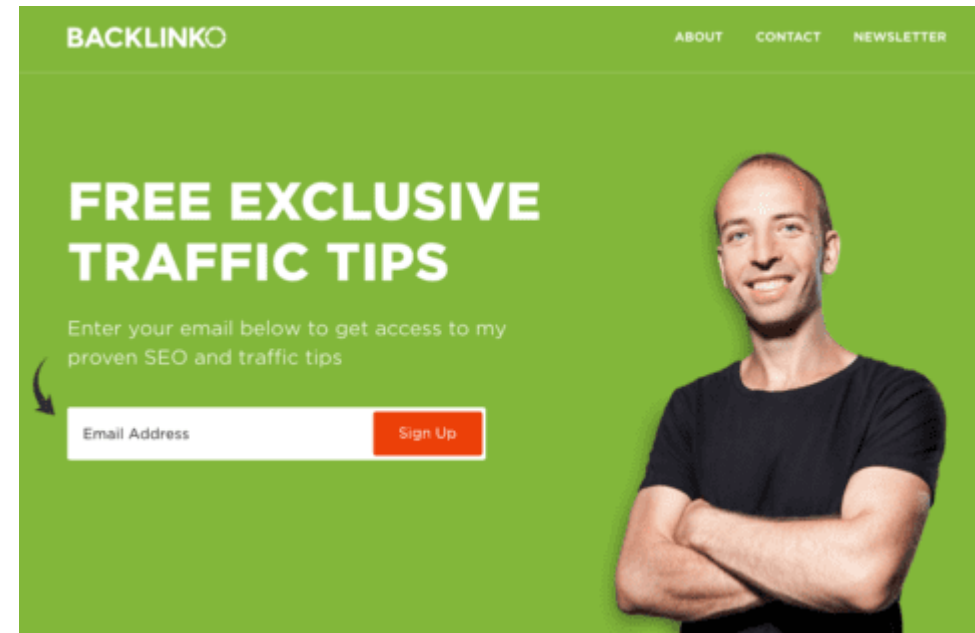 BACKLINKO
ABOUT CONTACT NEWSLETTER
FREE EXCLUSIVE
TRAFFIC TIPS
Enter your email below to get access to my
proven SEO and traffic tips
Email Address Sign Up